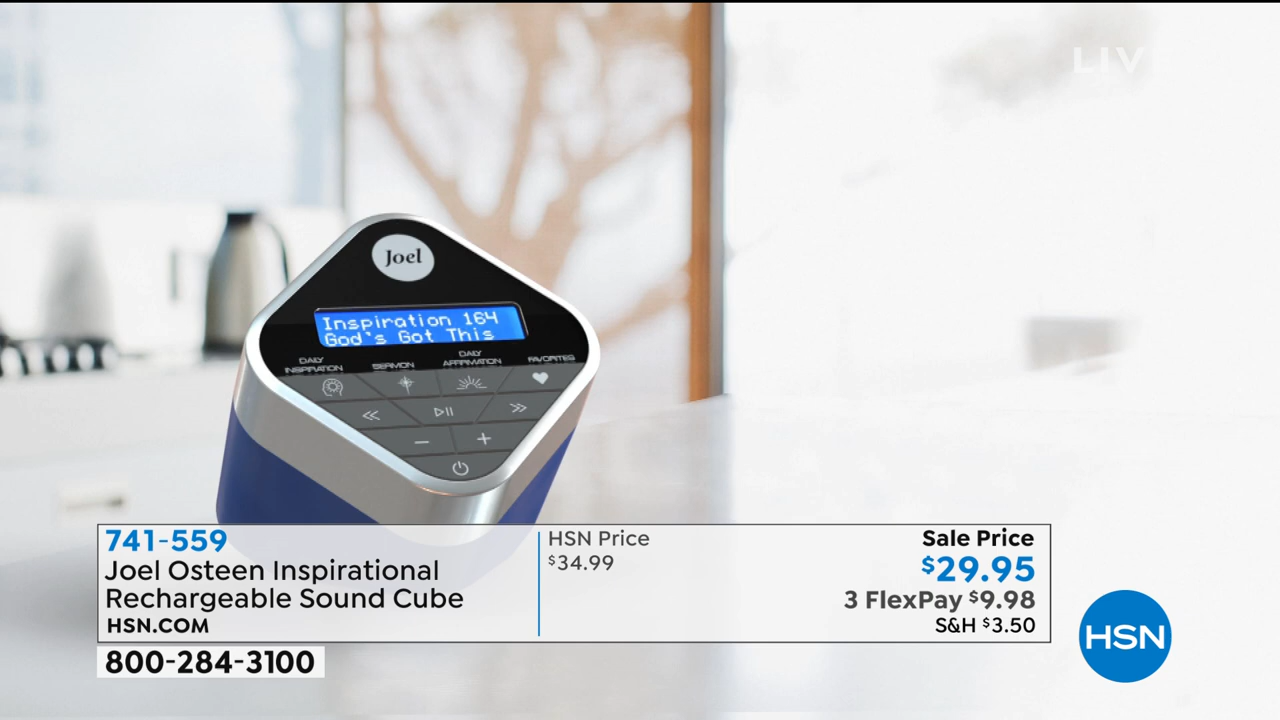 LIVE
Joel
Inspiration 164
God's Got This
DAILY INSPIRATION
SERMON
DAILY AFFIRMATION
FAVORITES
741-559
Joel Osteen Inspirational
Rechargeable Sound Cube
HSN.COM
HSN Price
$34.99
Sale Price
$29.95
3 FlexPay $9.98
S&H $3.50
800-284-3100
HSN